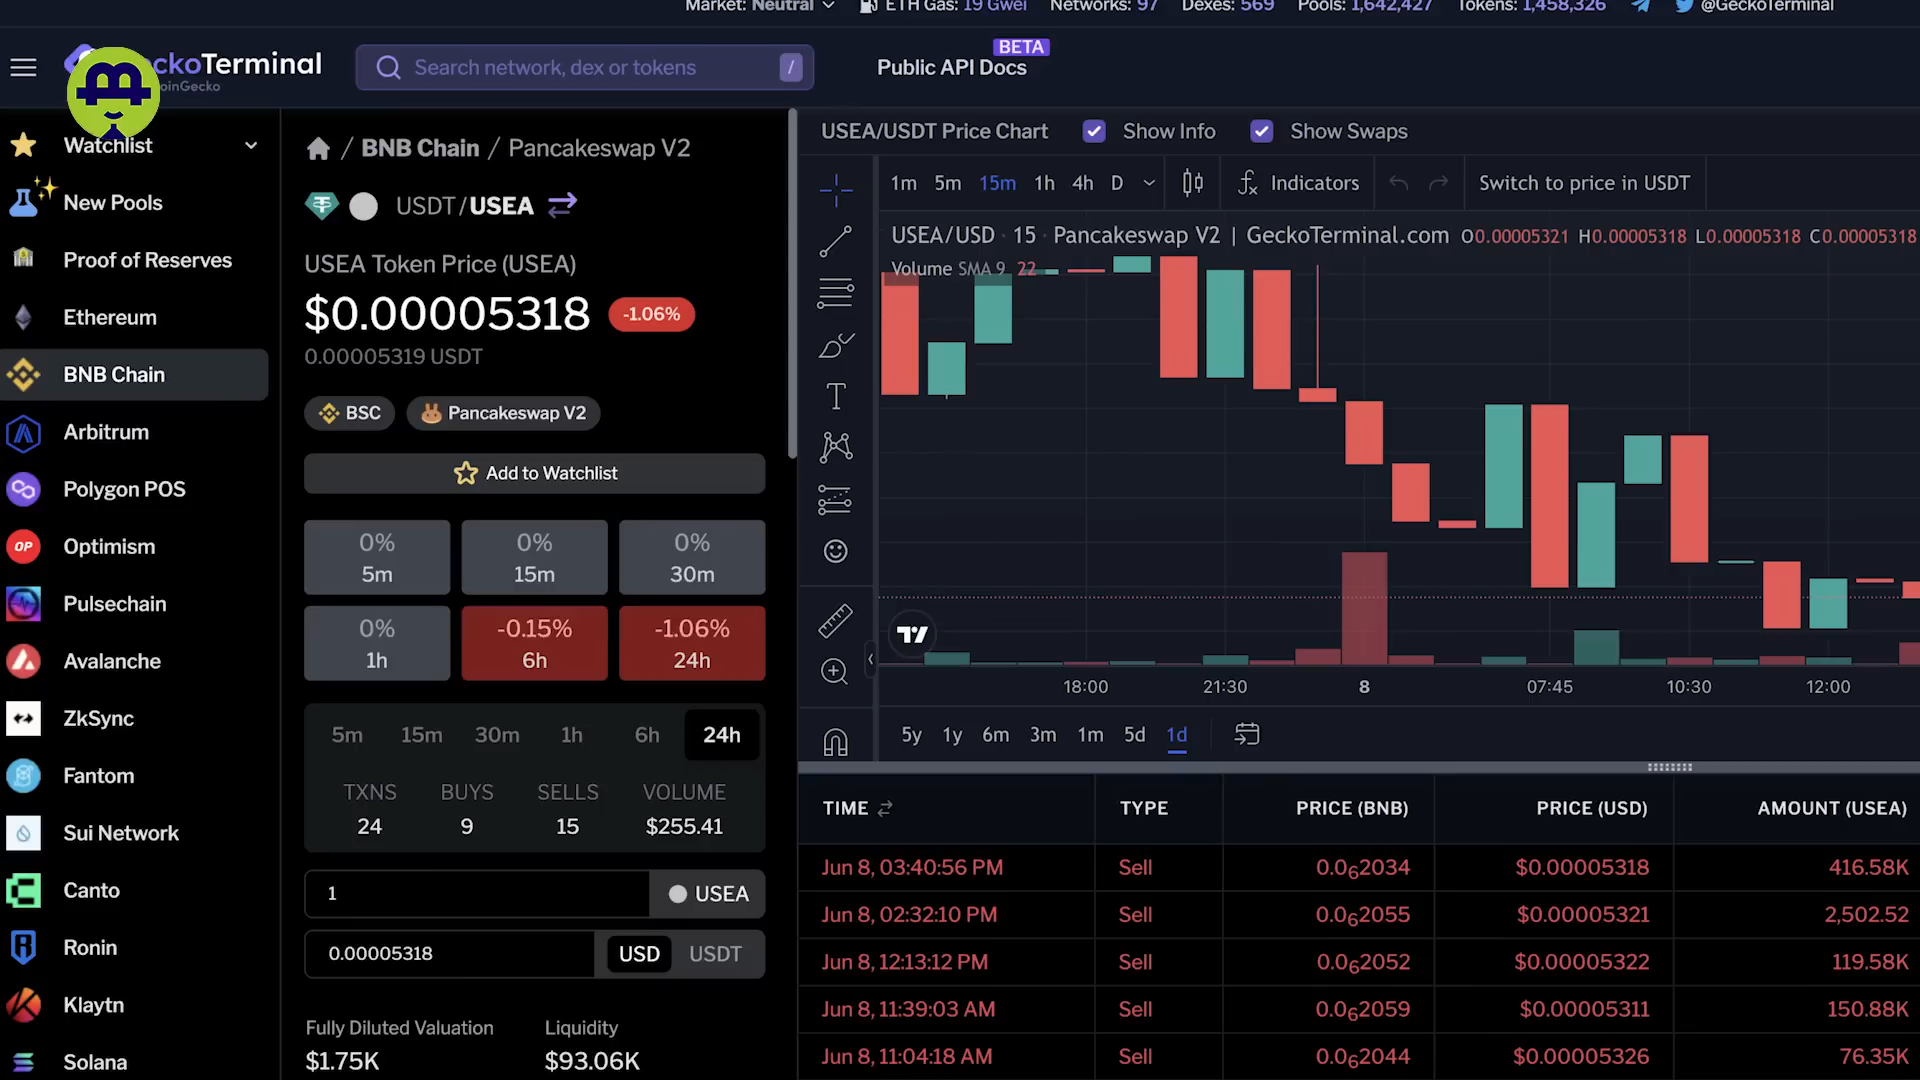 Market: Neutral
ETH Gas: 19 Gwei
Networks: 97
Dexes: 569
Pools: 1,642,427
Tokens: 1,458,326
@GeckoTerminal
ckoTerminal
oinGecko
Search network, dex or tokens
/
Public API Docs
BETA
Watchlist
New Pools
Proof of Reserves
Ethereum
BNB Chain
Arbitrum
Polygon POS
OP
Optimism
Pulsechain
Avalanche
ZkSync
Fantom
Sui Network
Canto
Ronin
Klaytn
Solana
/ BNB Chain / Pancakeswap V2
USDT/USEA
USEA Token Price (USEA)
$0.00005318 -1.06%
0.00005319 USDT
BSC
Pancakeswap V2
Add to Watchlist
0% 0% 0%
5m 15m 30m
0% -0.15% -1.06%
1h 6h 24h
5m 15m 30m 1h 6h 24h
TXNS BUYS SELLS VOLUME
24 9 15 $255.41
1 USEA
0.00005318 USD USDT
Fully Diluted Valuation Liquidity
$1.75K $93.06K
USEA/USDT Price Chart
Show Info
Show Swaps
1m 5m 15m 1h 4h D
Indicators
Switch to price in USDT
USEA/USD · 15 · Pancakeswap V2 | GeckoTerminal.com O0.00005321 H0.00005318 L0.00005318 C0.00005318
Volume SMA 9 22
18:00 21:30 8 07:45 10:30 12:00
5y 1y 6m 3m 1m 5d 1d
TIME TYPE PRICE (BNB) PRICE (USD) AMOUNT (USEA)
Jun 8, 03:40:56 PM Sell 0.0₆2034 $0.00005318 416.58K
Jun 8, 02:32:10 PM Sell 0.0₆2055 $0.00005321 2,502.52
Jun 8, 12:13:12 PM Sell 0.0₆2052 $0.00005322 119.58K
Jun 8, 11:39:03 AM Sell 0.0₆2059 $0.00005311 150.88K
Jun 8, 11:04:18 AM Sell 0.0₆2044 $0.00005326 76.35K